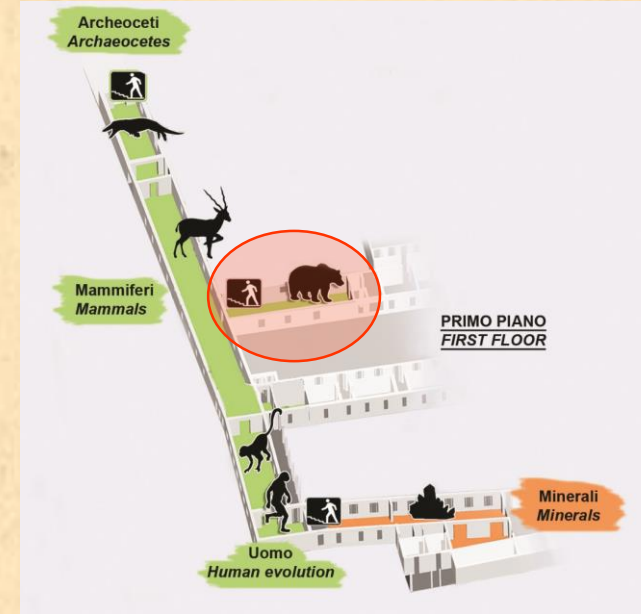 Archeoceti
Archaeocetes
Mammiferi
Mammals
PRIMO PIANO
FIRST FLOOR
Minerali
Minerals
Uomo
Human evolution